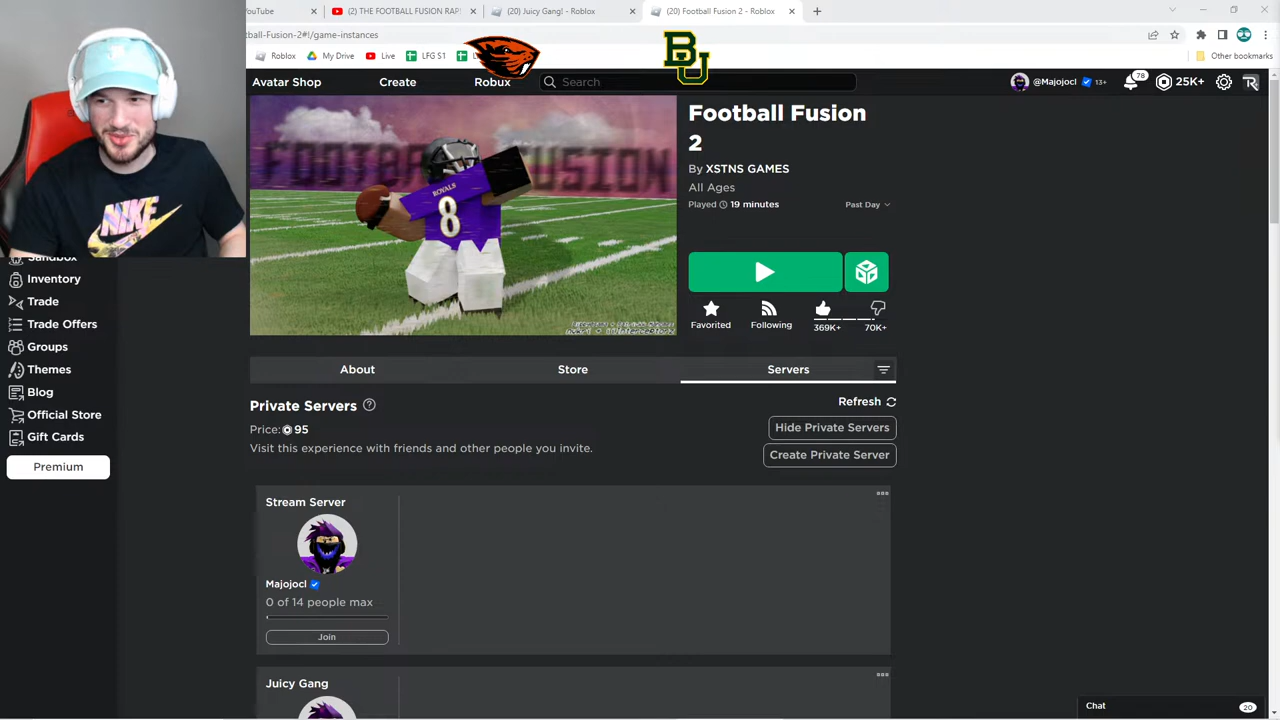 YouTube
(2) THE FOOTBALL FUSION RAP!
(20) Juicy Gang! - Roblox
(20) Football Fusion 2 - Roblox
tball-Fusion-2#!/game-instances
Roblox
My Drive
Live
LFG S1
Other bookmarks
BU
Avatar Shop
Create
Robux
Search
@Majojocl
13+
78
25K+
NIKE
ROYALS
8
Football Fusion
2
By XSTNS GAMES
All Ages
Played 19 minutes
Past Day
Favorited
Following
369K+
70K+
Sandbox
Inventory
Trade
Trade Offers
Groups
Themes
Blog
Official Store
Gift Cards
Premium
About
Store
Servers
Private Servers
Refresh
Price: 95
Hide Private Servers
Visit this experience with friends and other people you invite.
Create Private Server
Stream Server
Majojocl
0 of 14 people max
Join
Juicy Gang
Chat
20